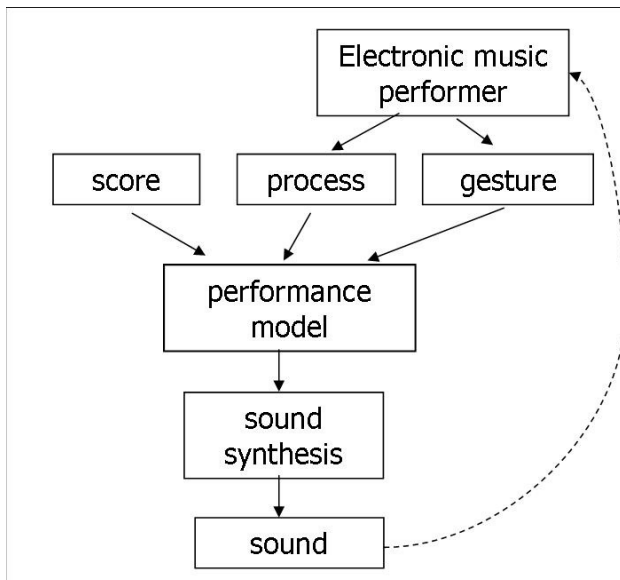 Electronic music
performer
score
process
gesture
performance
model
sound
synthesis
sound